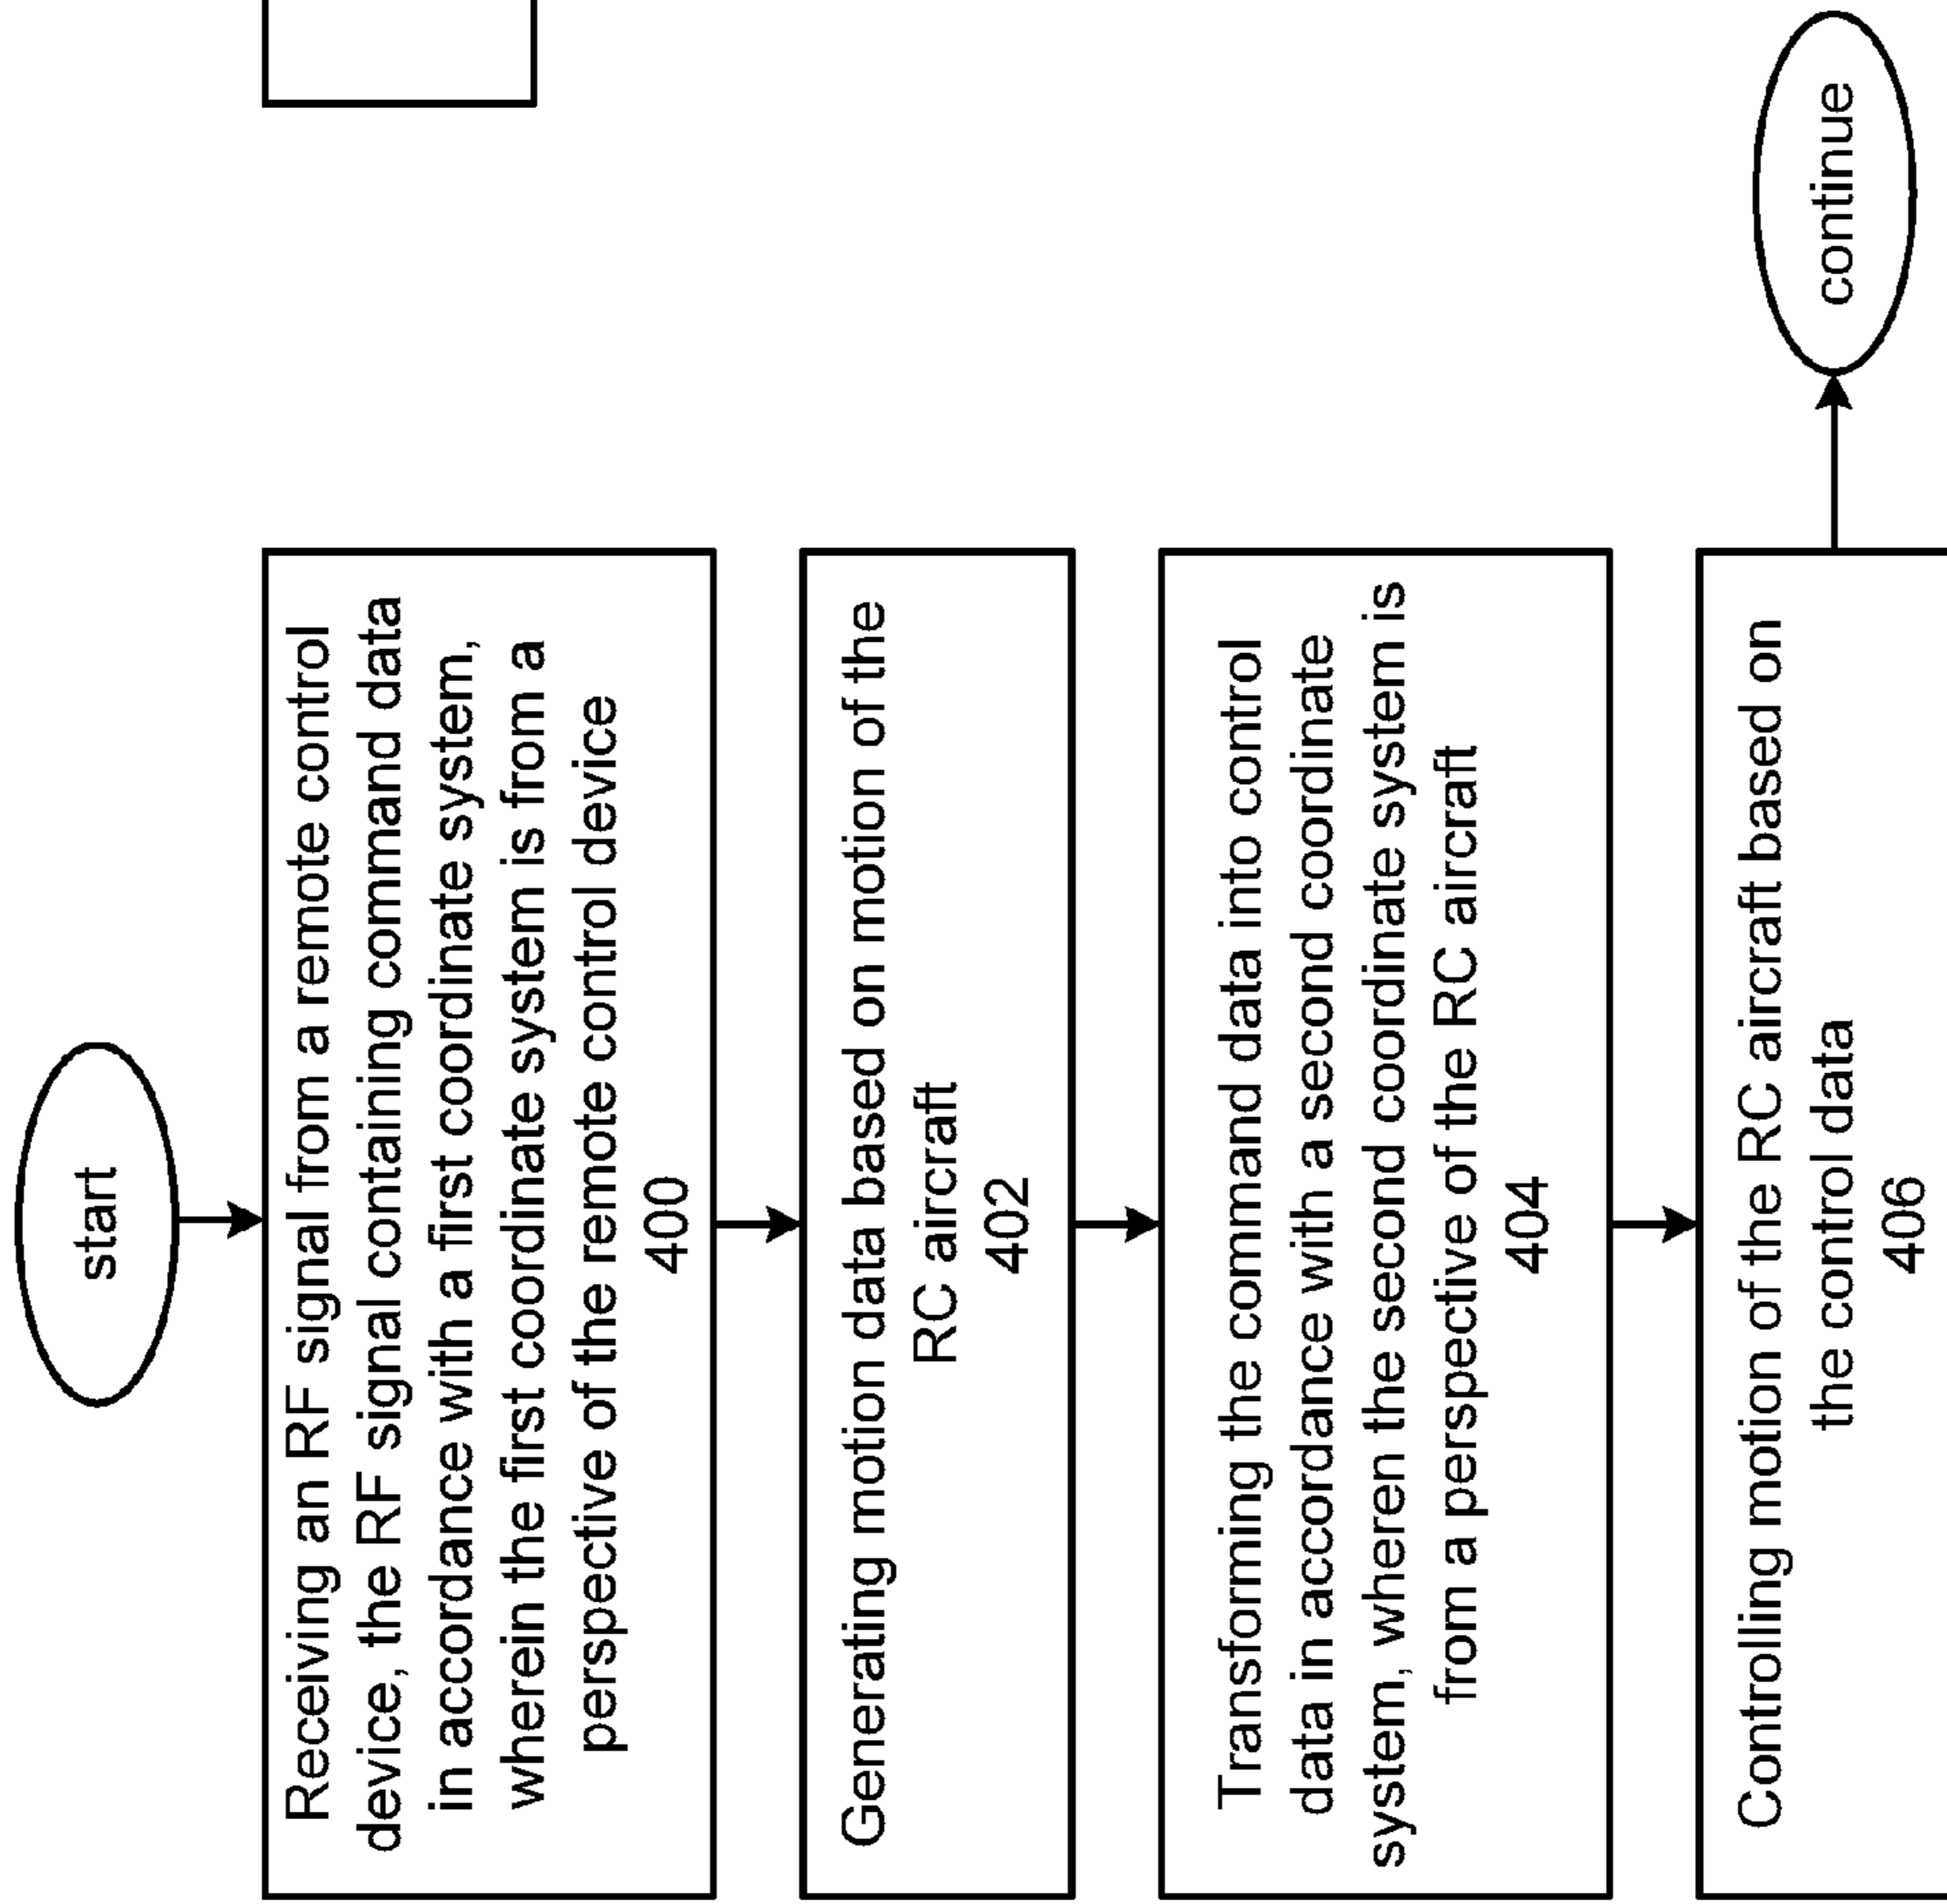 start
Receiving an RF signal from a remote control
device, the RF signal containing command data
in accordance with a first coordinate system,
wherein the first coordinate system is from a
perspective of the remote control device
400
Generating motion data based on motion of the
RC aircraft
402
Transforming the command data into control
data in accordance with a second coordinate
system, wheren the second coordinate system is
from a perspective of the RC aircraft
404
Controlling motion of the RC aircraft based on
the control data
406
continue